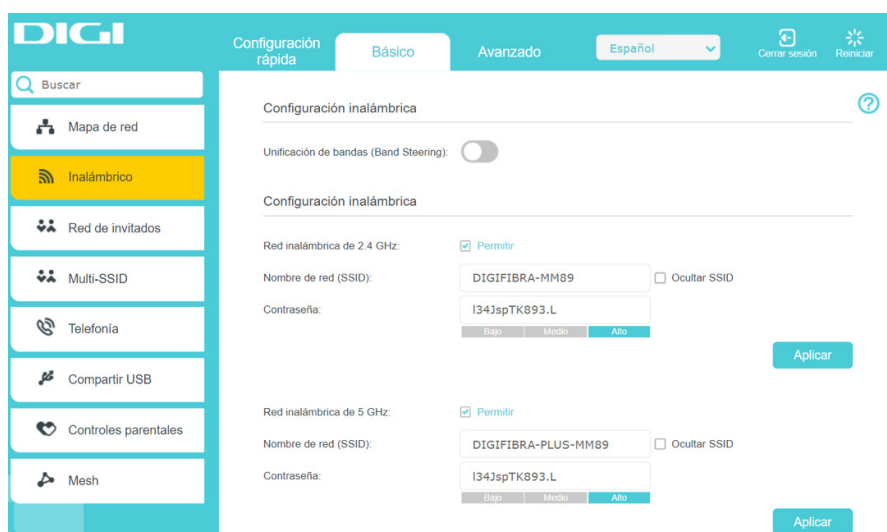 DIGI
Configuración
rápida
Básico
Avanzado
Español
Cerrar sesión
Reiniciar
Buscar
Mapa de red
Inalámbrico
Red de invitados
Multi-SSID
Telefonía
Compartir USB
Controles parentales
Mesh
Configuración inalámbrica
Unificación de bandas (Band Steering):
Configuración inalámbrica
Red inalámbrica de 2.4 GHz: Permitir
Nombre de red (SSID): DIGIFIBRA-MM89 Ocultar SSID
Contraseña: l34JspTK893.L
Bajo Medio Alto
Aplicar
Red inalámbrica de 5 GHz: Permitir
Nombre de red (SSID): DIGIFIBRA-PLUS-MM89 Ocultar SSID
Contraseña: l34JspTK893.L
Bajo Medio Alto
Aplicar